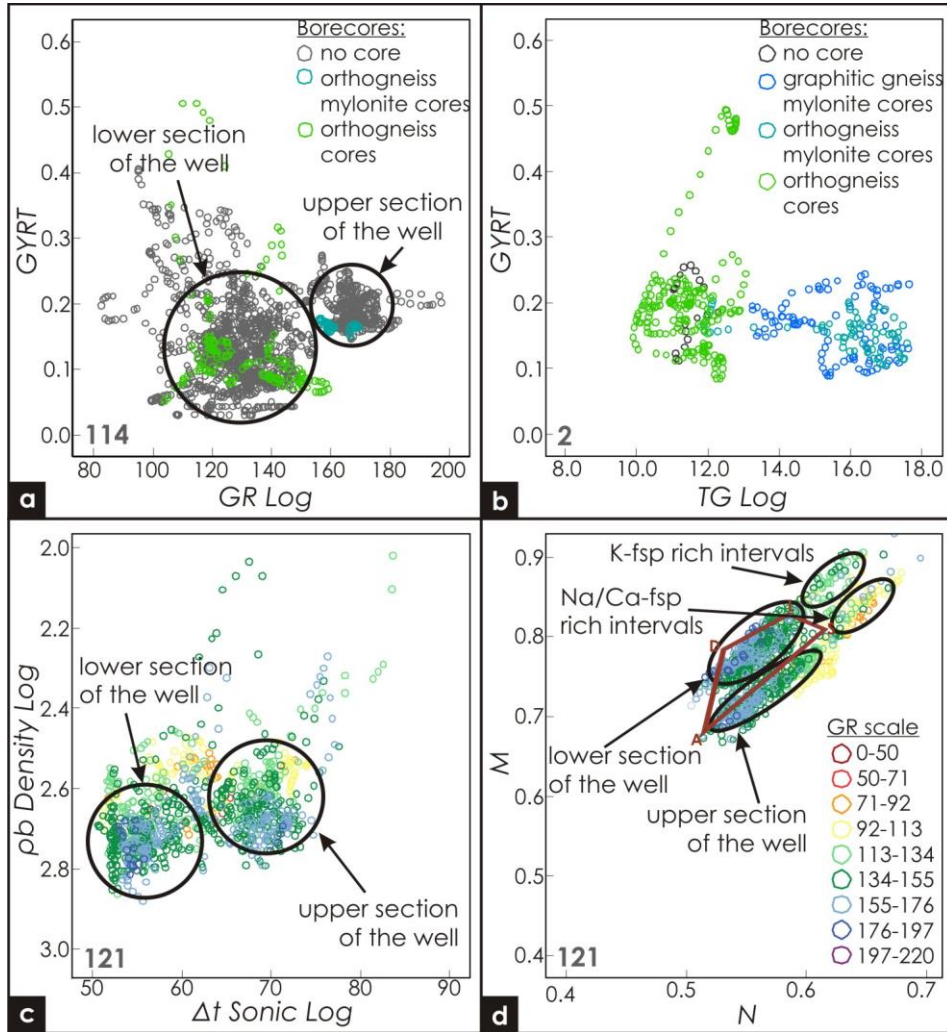 0.6
0.5
0.4
0.3
0.2
0.1
0.0
GYRT
Borecores:
no core
orthogneiss
mylonite cores
orthogneiss
cores
lower section
of the well
upper section
of the well
114
80 100 120 140 160 180 200
a
GR Log
0.6
0.5
0.4
0.3
0.2
0.1
0.0
GYRT
Borecores:
no core
graphitic gneiss
mylonite cores
orthogneiss
mylonite cores
orthogneiss
cores
2
8.0 10.0 12.0 14.0 16.0 18.0
b
TG Log
2.0
2.2
2.4
2.6
2.8
3.0
ρb Density Log
lower section
of the well
upper section
of the well
121
50 60 70 80 90
c
Δt Sonic Log
0.9
0.8
0.7
0.6
0.5
0.4
M
K-fsp rich intervals
Na/Ca-fsp
rich intervals
D
A
lower section
of the well
upper section
of the well
GR scale
0-50
50-71
71-92
92-113
113-134
134-155
155-176
176-197
197-220
121
0.4 0.5 0.6 0.7
d
N